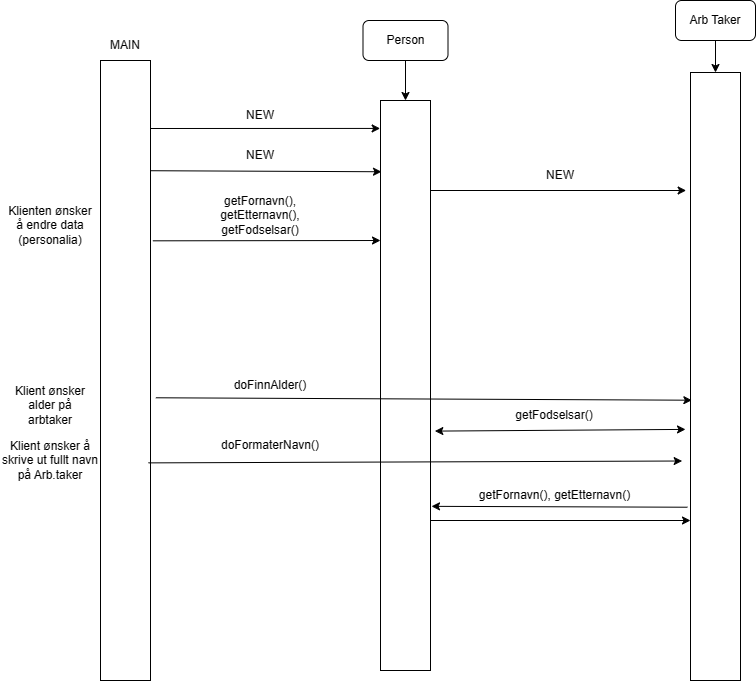 Arb Taker
Person
MAIN
NEW
NEW
NEW
getFornavn(),
getEtternavn(),
getFodselsar()
Klienten ønsker
å endre data
(personalia)
doFinnAlder()
Klient ønsker
alder på
arbtaker
getFodselsar()
doFormaterNavn()
Klient ønsker å
skrive ut fullt navn
på Arb.taker
getFornavn(), getEtternavn()